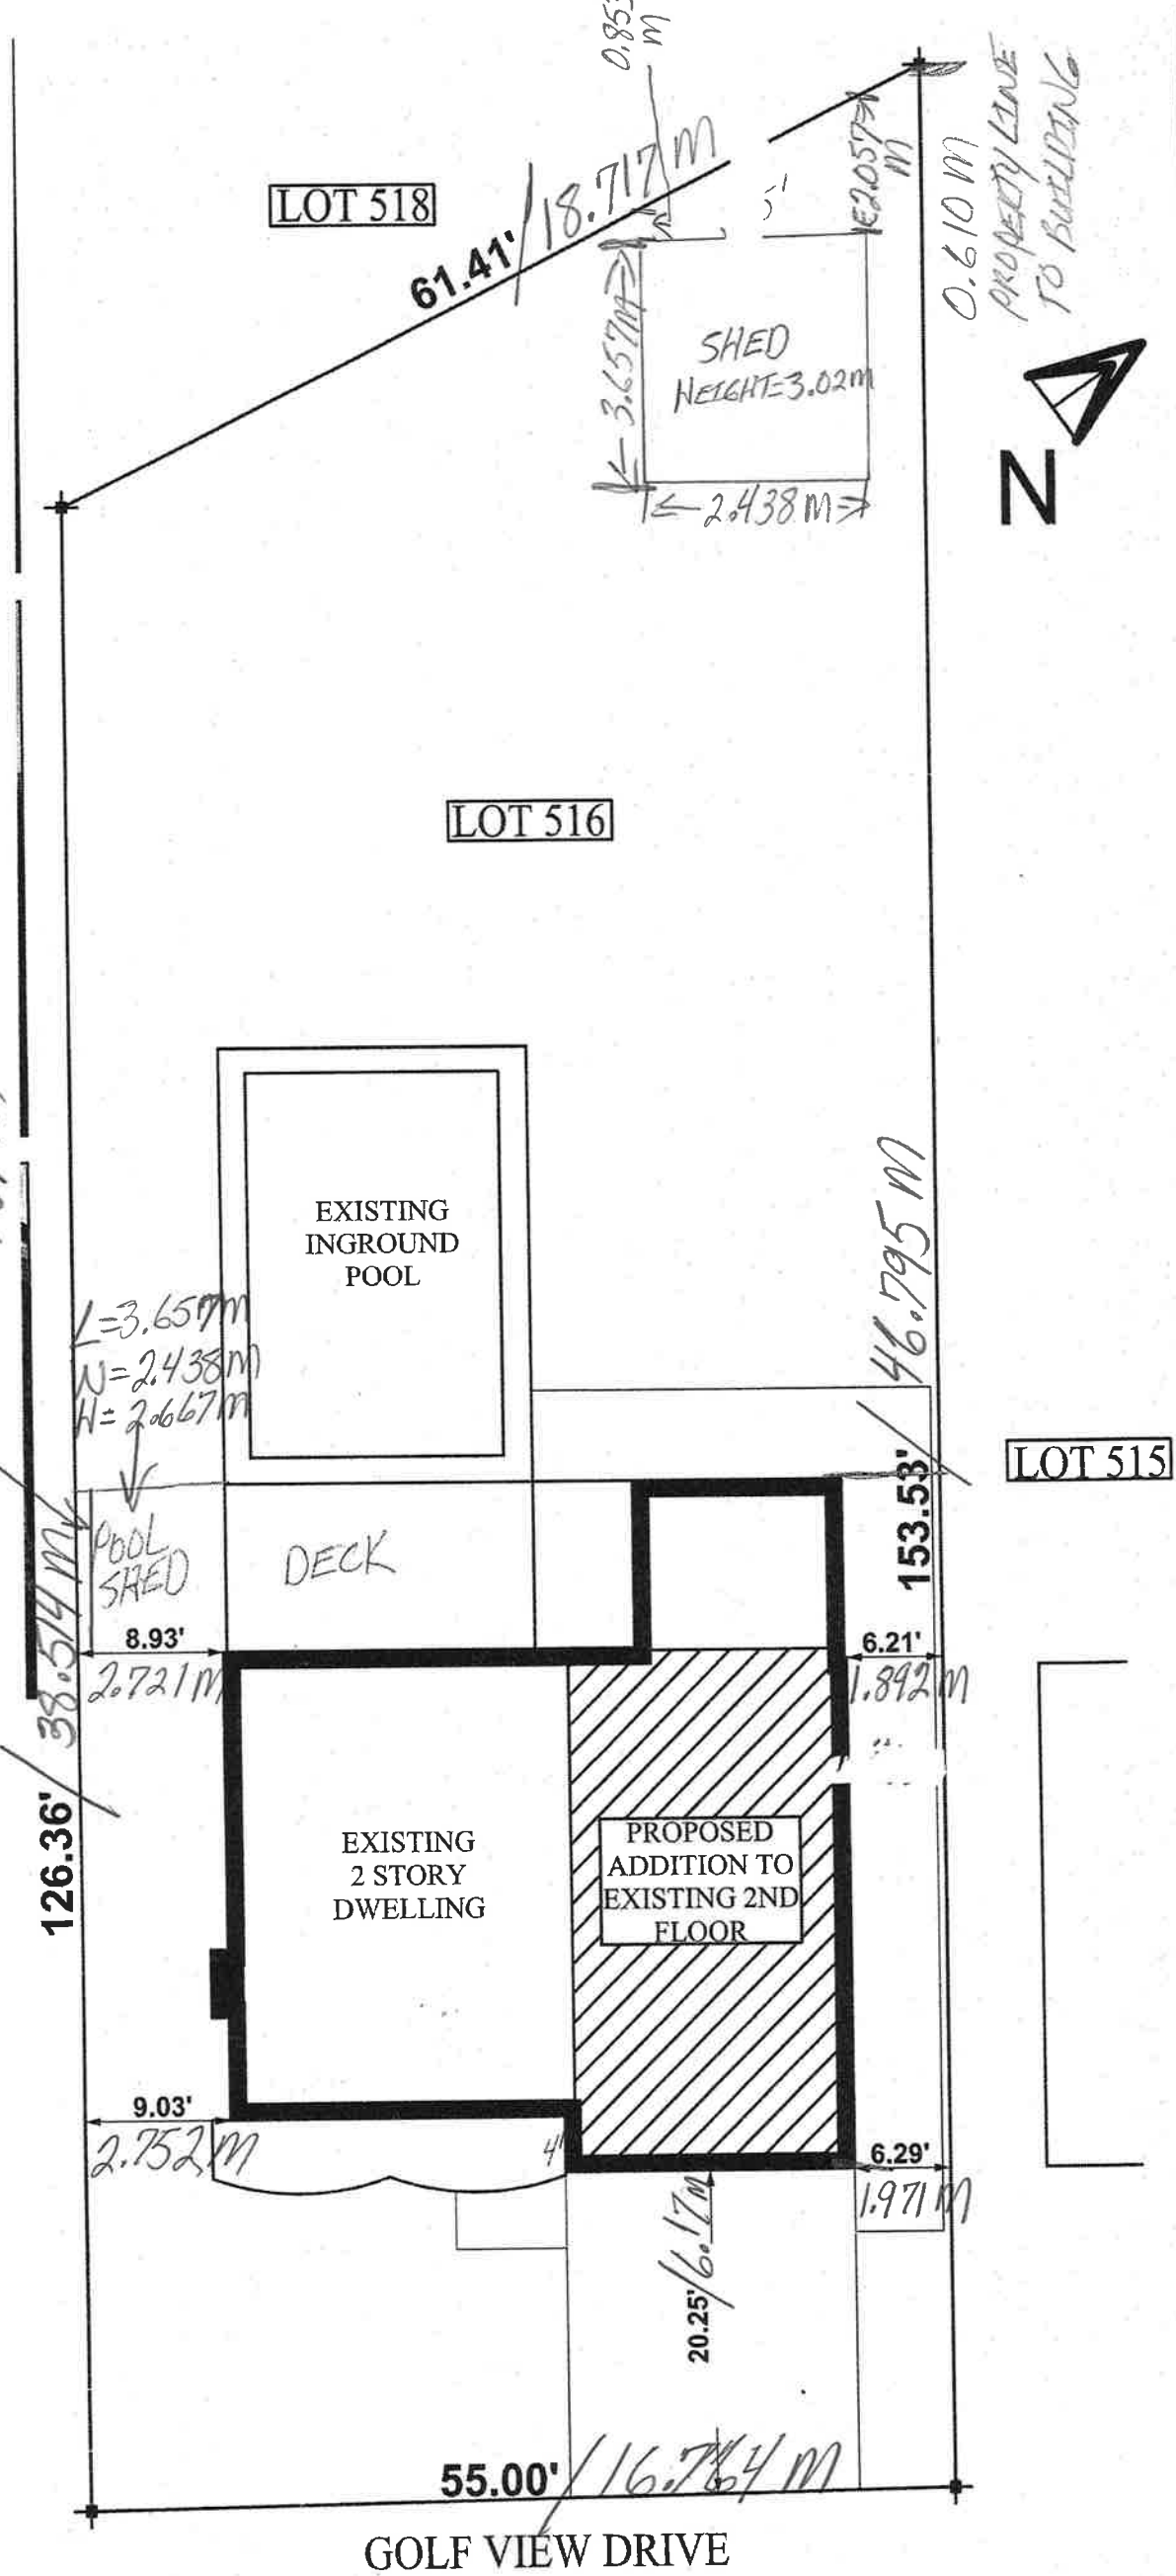 0.85
M
LOT 518
61.41' / 18.717 M
5'
2.057
M
0.610 M
PROPERTY LINE
TO BUILDING
SHED
HEIGHT=3.02m
3.657M
2.438 M
N
LOT 516
EXISTING
INGROUND
POOL
46.795 M
153.53'
L=3.657m
W=2.438m
H=2.667m
LOT 515
POOL
SHED
DECK
38.514 M
126.36'
8.93'
2.721 M
6.21'
1.892 M
EXISTING
2 STORY
DWELLING
PROPOSED
ADDITION TO
EXISTING 2ND
FLOOR
9.03'
2.752 M
4'
6.29'
1.971 M
20.25' / 6.17M
55.00' / 16.764 M
GOLF VIEW DRIVE